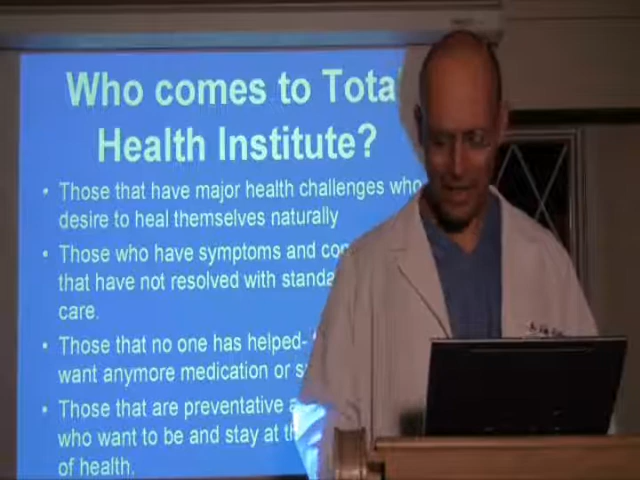 Who comes to Total
Health Institute?
• Those that have major health challenges who
desire to heal themselves naturally
• Those who have symptoms and
that have not resolved with
care.
• Those that no one has helped-
want anymore medication or
• Those that are preventative
who want to be and stay at
of health.